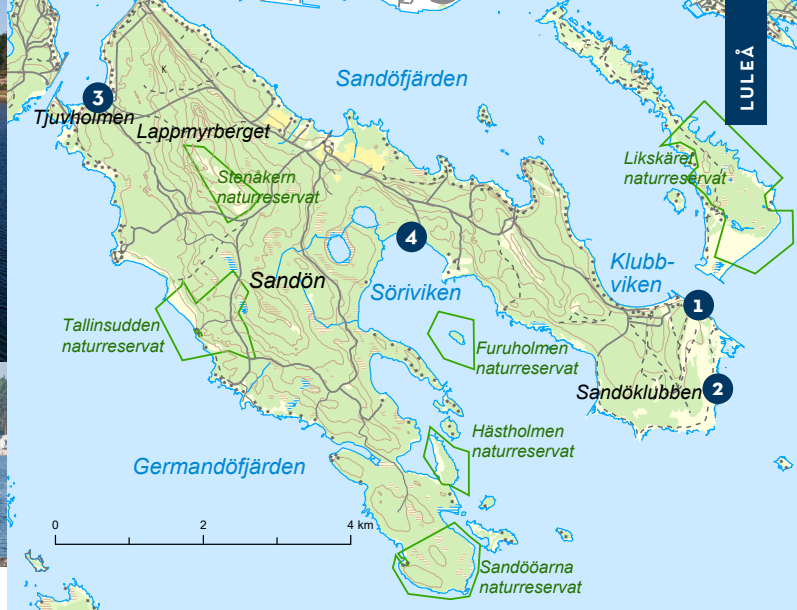 LULEÅ
Sandöfjärden
K
3
Tjuvholmen
Lappmyrberget
Likskäret
naturreservat
Stenåkern
naturreservat
4
Klubb-
viken
Sandön
Söriviken
1
Tallinsudden
naturreservat
Furuholmen
naturreservat
Sandöklubben
2
Hästholmen
naturreservat
Germandöfjärden
0
2
4 km
Sandööarna
naturreservat